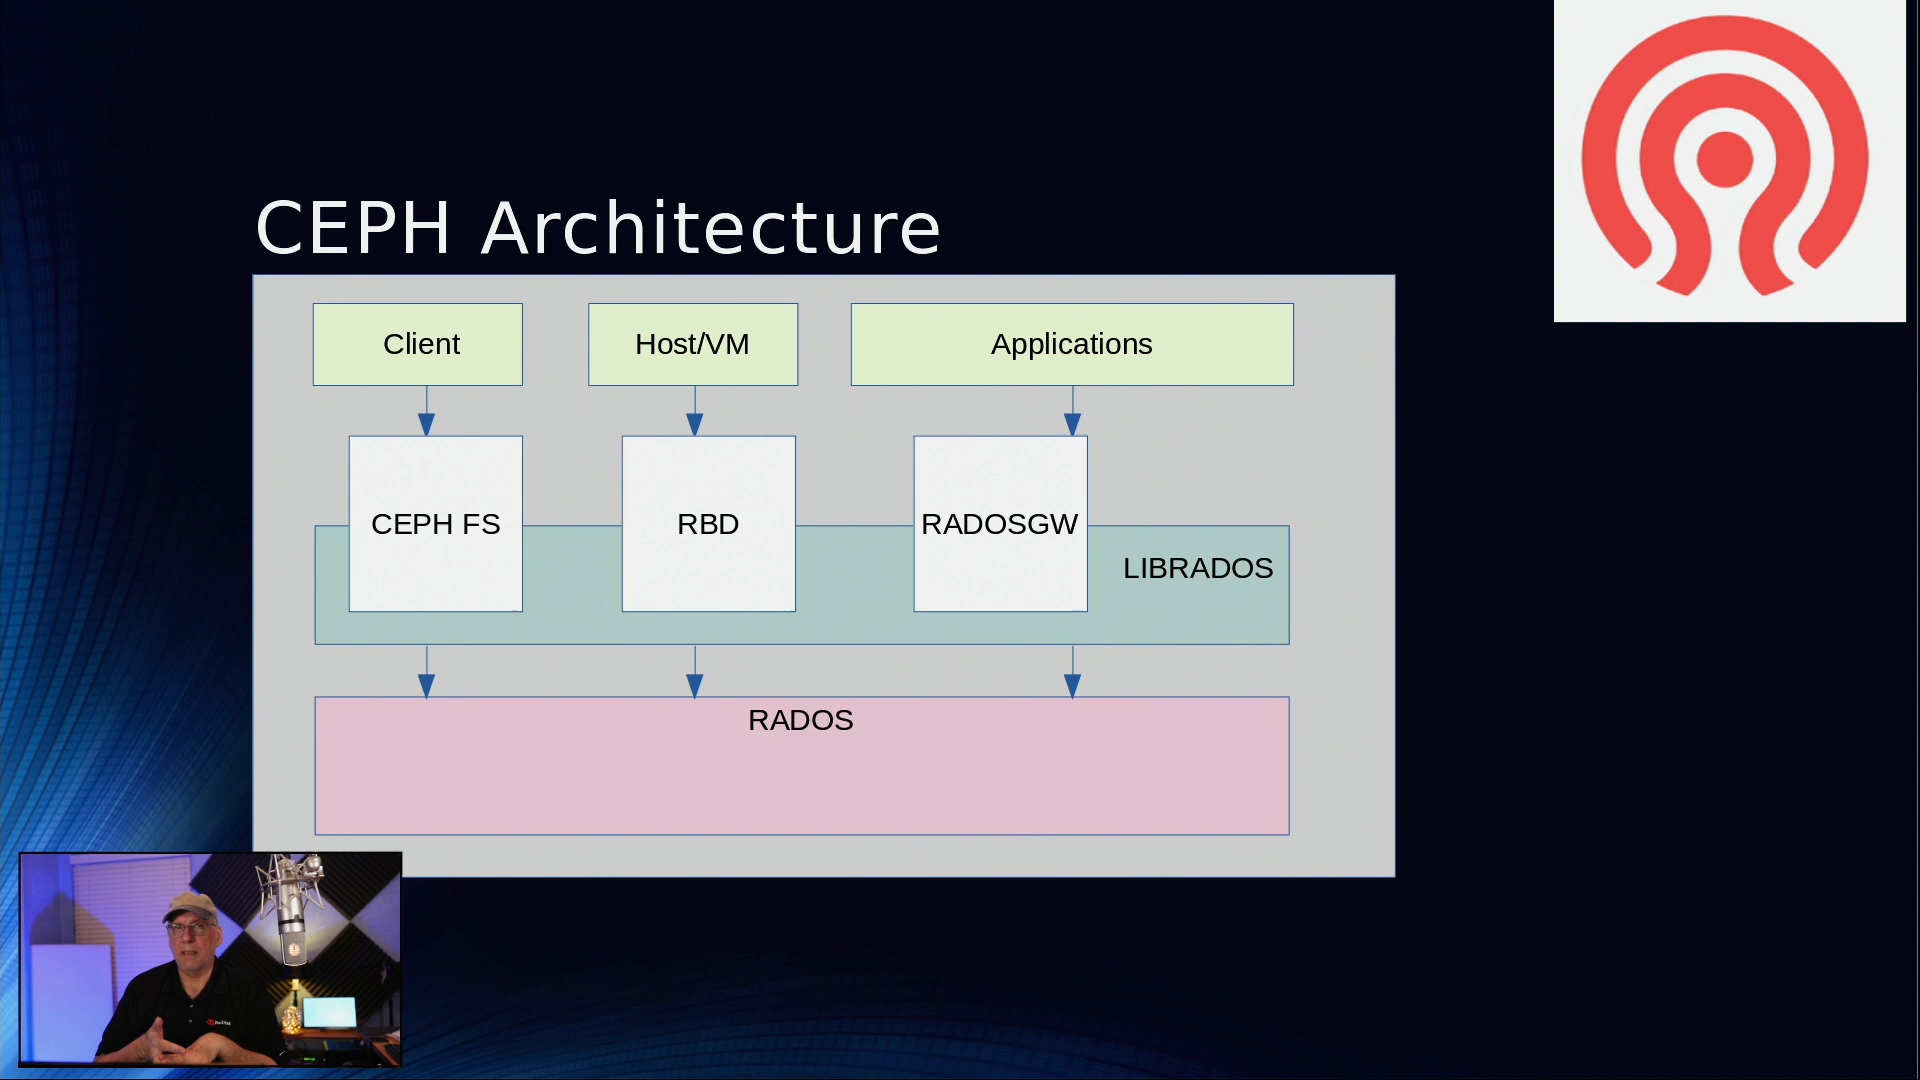 CEPH Architecture
Client
Host/VM
Applications
CEPH FS
RBD
RADOSGW
LIBRADOS
RADOS